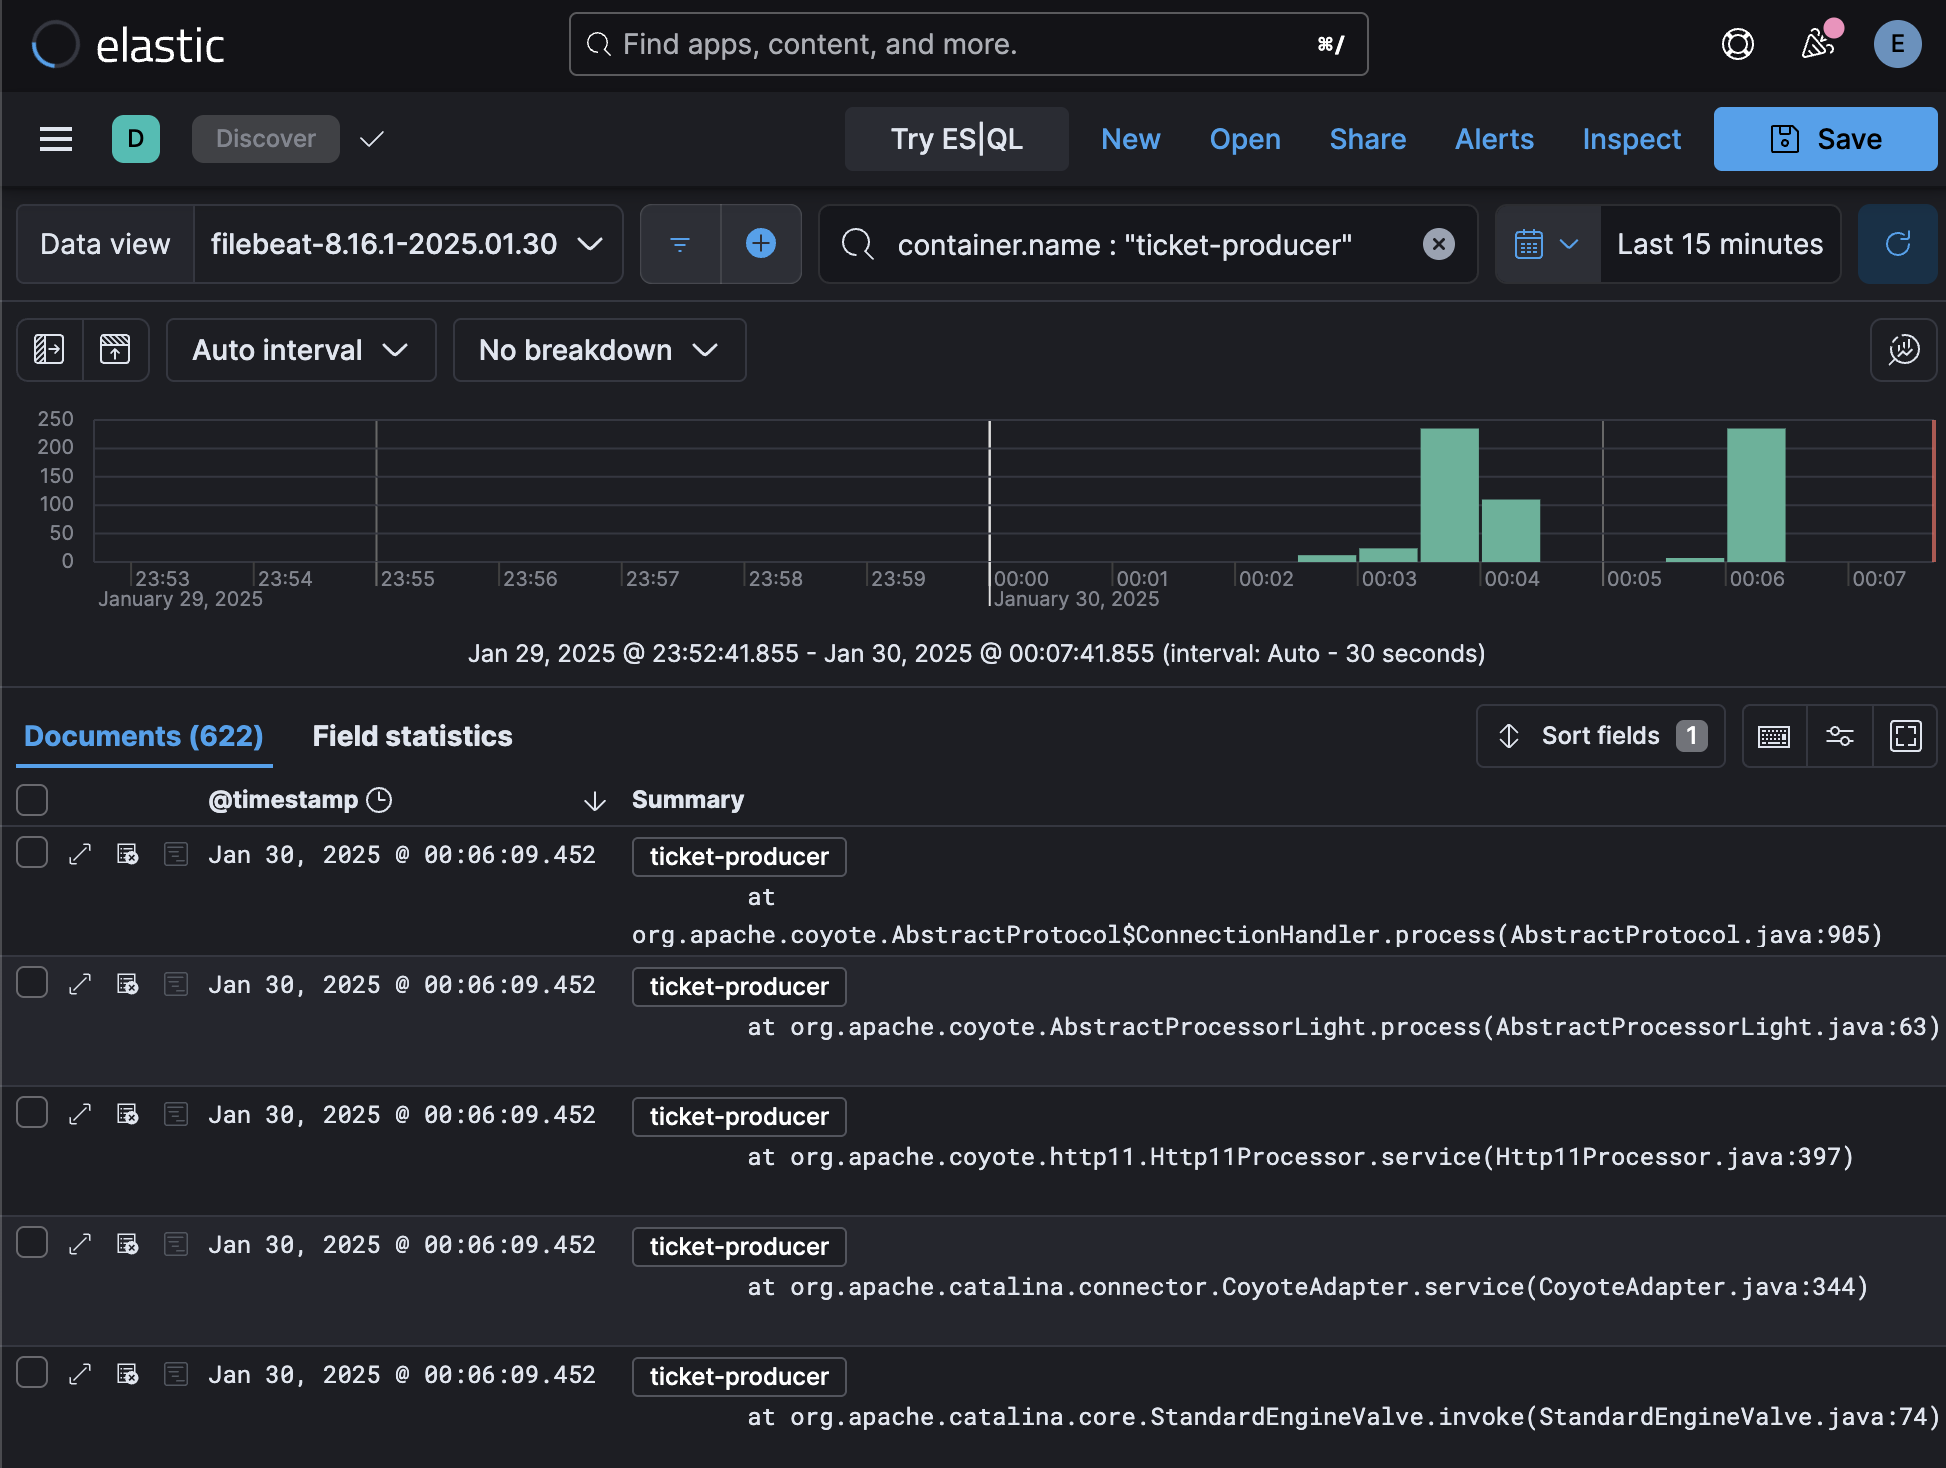 elastic
Find apps, content, and more.
⌘/
E
D
Discover
Try ES|QL
New
Open
Share
Alerts
Inspect
Save
Data view
filebeat-8.16.1-2025.01.30
container.name : "ticket-producer"
Last 15 minutes
Auto interval
No breakdown
250
200
150
100
50
0
23:53 23:54 23:55 23:56 23:57 23:58 23:59 00:00 00:01 00:02 00:03 00:04 00:05 00:06 00:07
January 29, 2025 January 30, 2025
Jan 29, 2025 @ 23:52:41.855 - Jan 30, 2025 @ 00:07:41.855 (interval: Auto - 30 seconds)
Documents (622)
Field statistics
Sort fields 1
@timestamp
Summary
Jan 30, 2025 @ 00:06:09.452
ticket-producer
at
org.apache.coyote.AbstractProtocol$ConnectionHandler.process(AbstractProtocol.java:905)
Jan 30, 2025 @ 00:06:09.452
ticket-producer
at org.apache.coyote.AbstractProcessorLight.process(AbstractProcessorLight.java:63)
Jan 30, 2025 @ 00:06:09.452
ticket-producer
at org.apache.coyote.http11.Http11Processor.service(Http11Processor.java:397)
Jan 30, 2025 @ 00:06:09.452
ticket-producer
at org.apache.catalina.connector.CoyoteAdapter.service(CoyoteAdapter.java:344)
Jan 30, 2025 @ 00:06:09.452
ticket-producer
at org.apache.catalina.core.StandardEngineValve.invoke(StandardEngineValve.java:74)